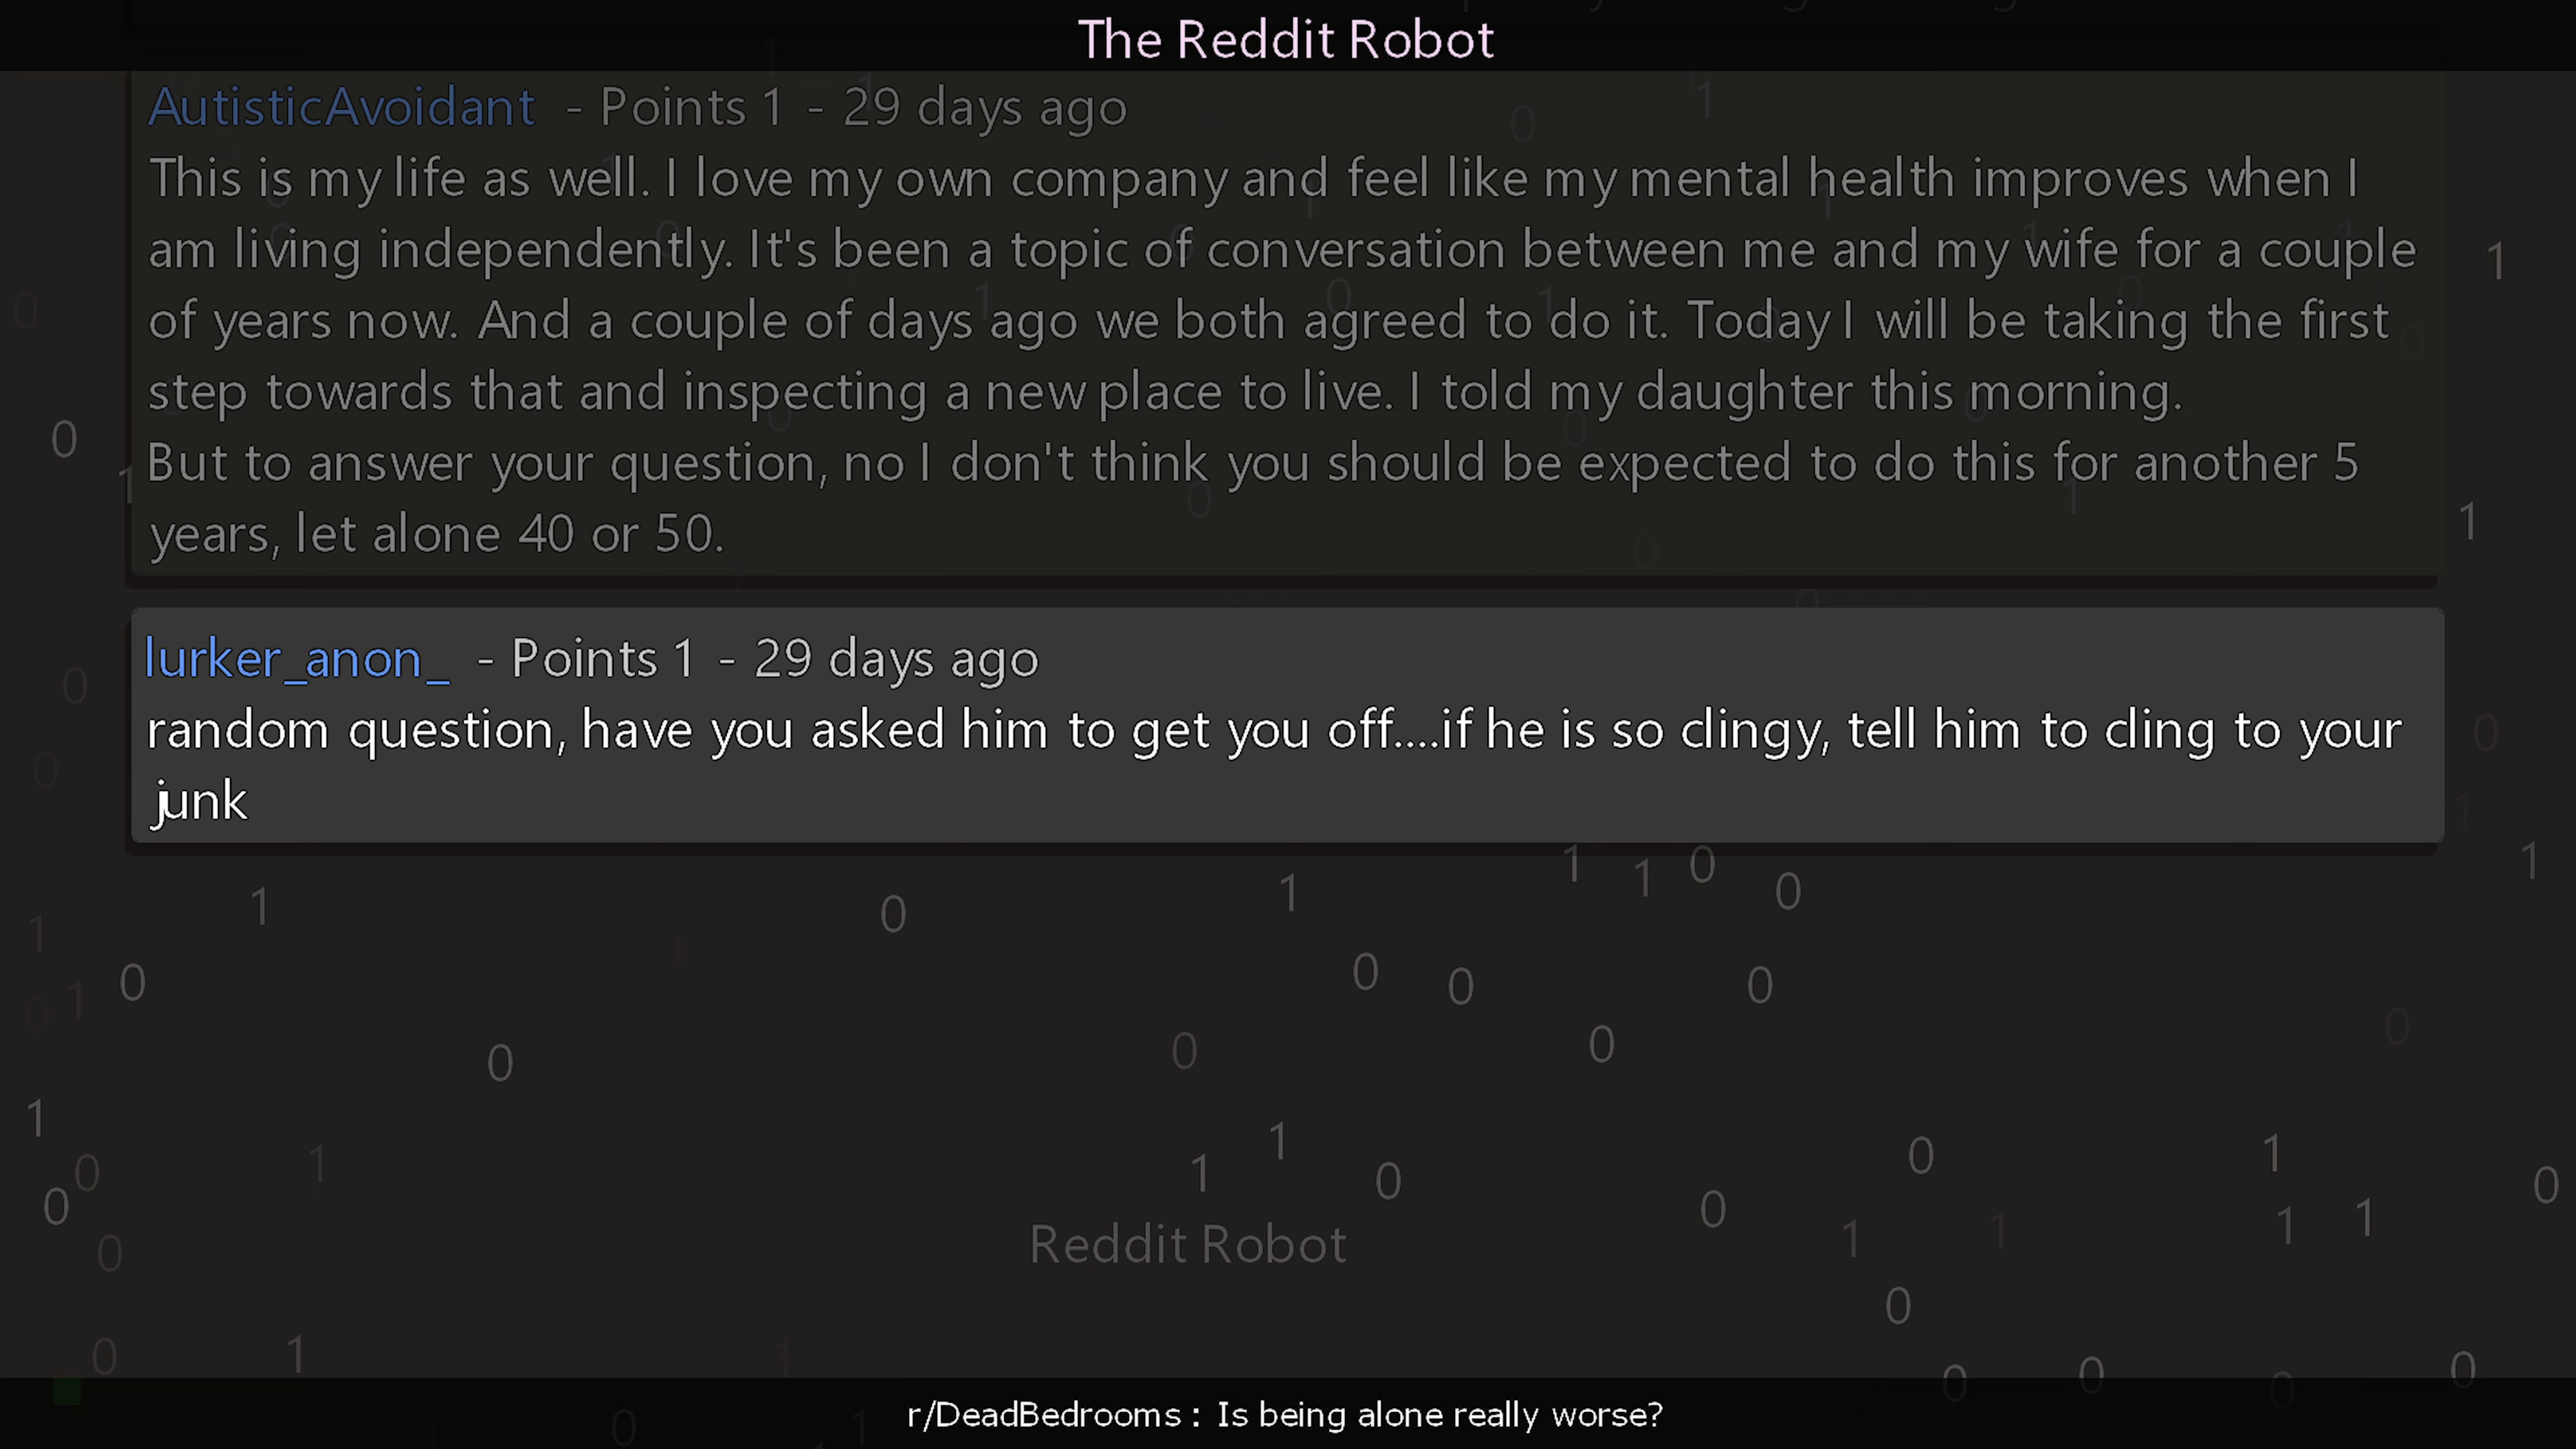 The Reddit Robot
AutisticAvoidant - Points 1 - 29 days ago
This is my life as well. I love my own company and feel like my mental health improves when I
am living independently. It's been a topic of conversation between me and my wife for a couple
of years now. And a couple of days ago we both agreed to do it. Today I will be taking the first
step towards that and inspecting a new place to live. I told my daughter this morning.
But to answer your question, no I don't think you should be expected to do this for another 5
years, let alone 40 or 50.
lurker_anon_ - Points 1 - 29 days ago
random question, have you asked him to get you off....if he is so clingy, tell him to cling to your
junk
Reddit Robot
r/DeadBedrooms : Is being alone really worse?